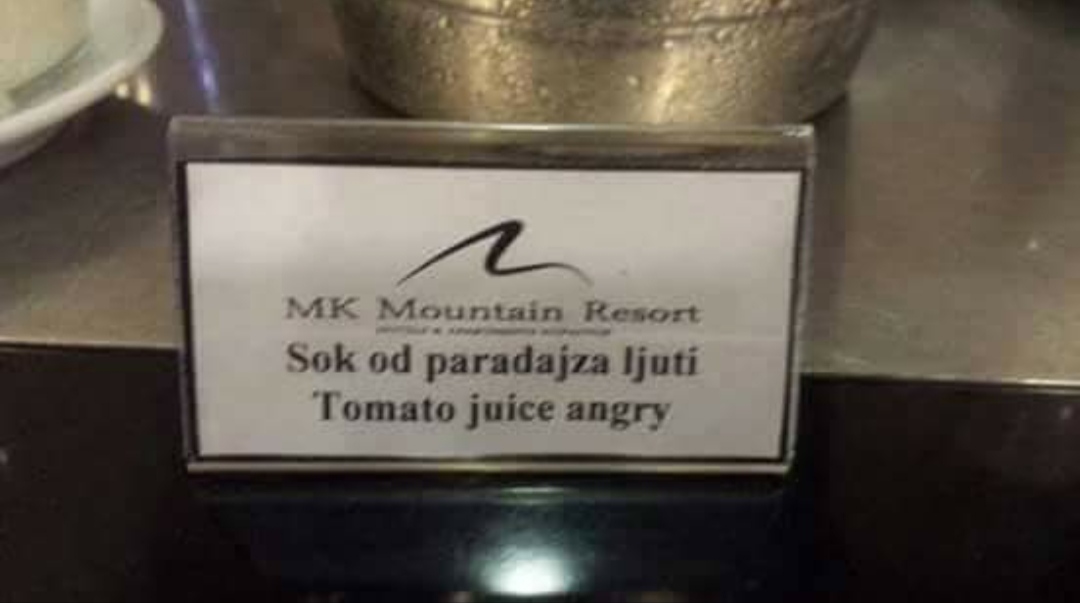 MK Mountain Resort
Sok od paradajza ljuti
Tomato juice angry